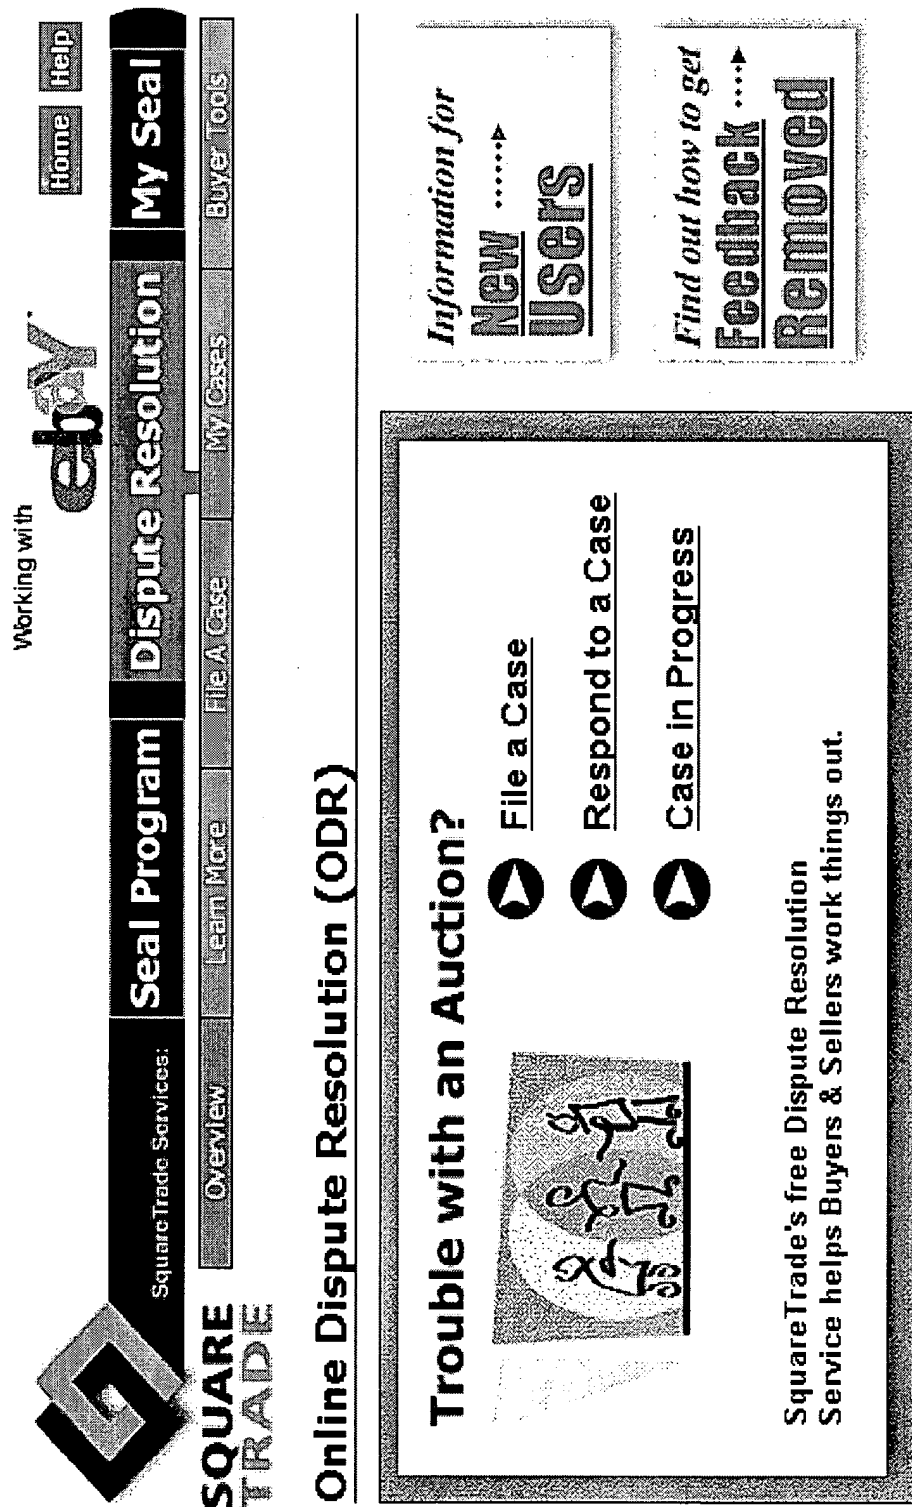 Working with
ebaY™
Home Help
SquareTrade Services:
Seal Program
Dispute Resolution
My Seal
SQUARE
TRADE
Overview
Learn More
File A Case
My Cases
Buyer Tools
Online Dispute Resolution (ODR)
Trouble with an Auction?
File a Case
Respond to a Case
Case in Progress
SquareTrade's free Dispute Resolution
Service helps Buyers & Sellers work things out.
Information for
New
Users
Find out how to get
Feedback
Removed